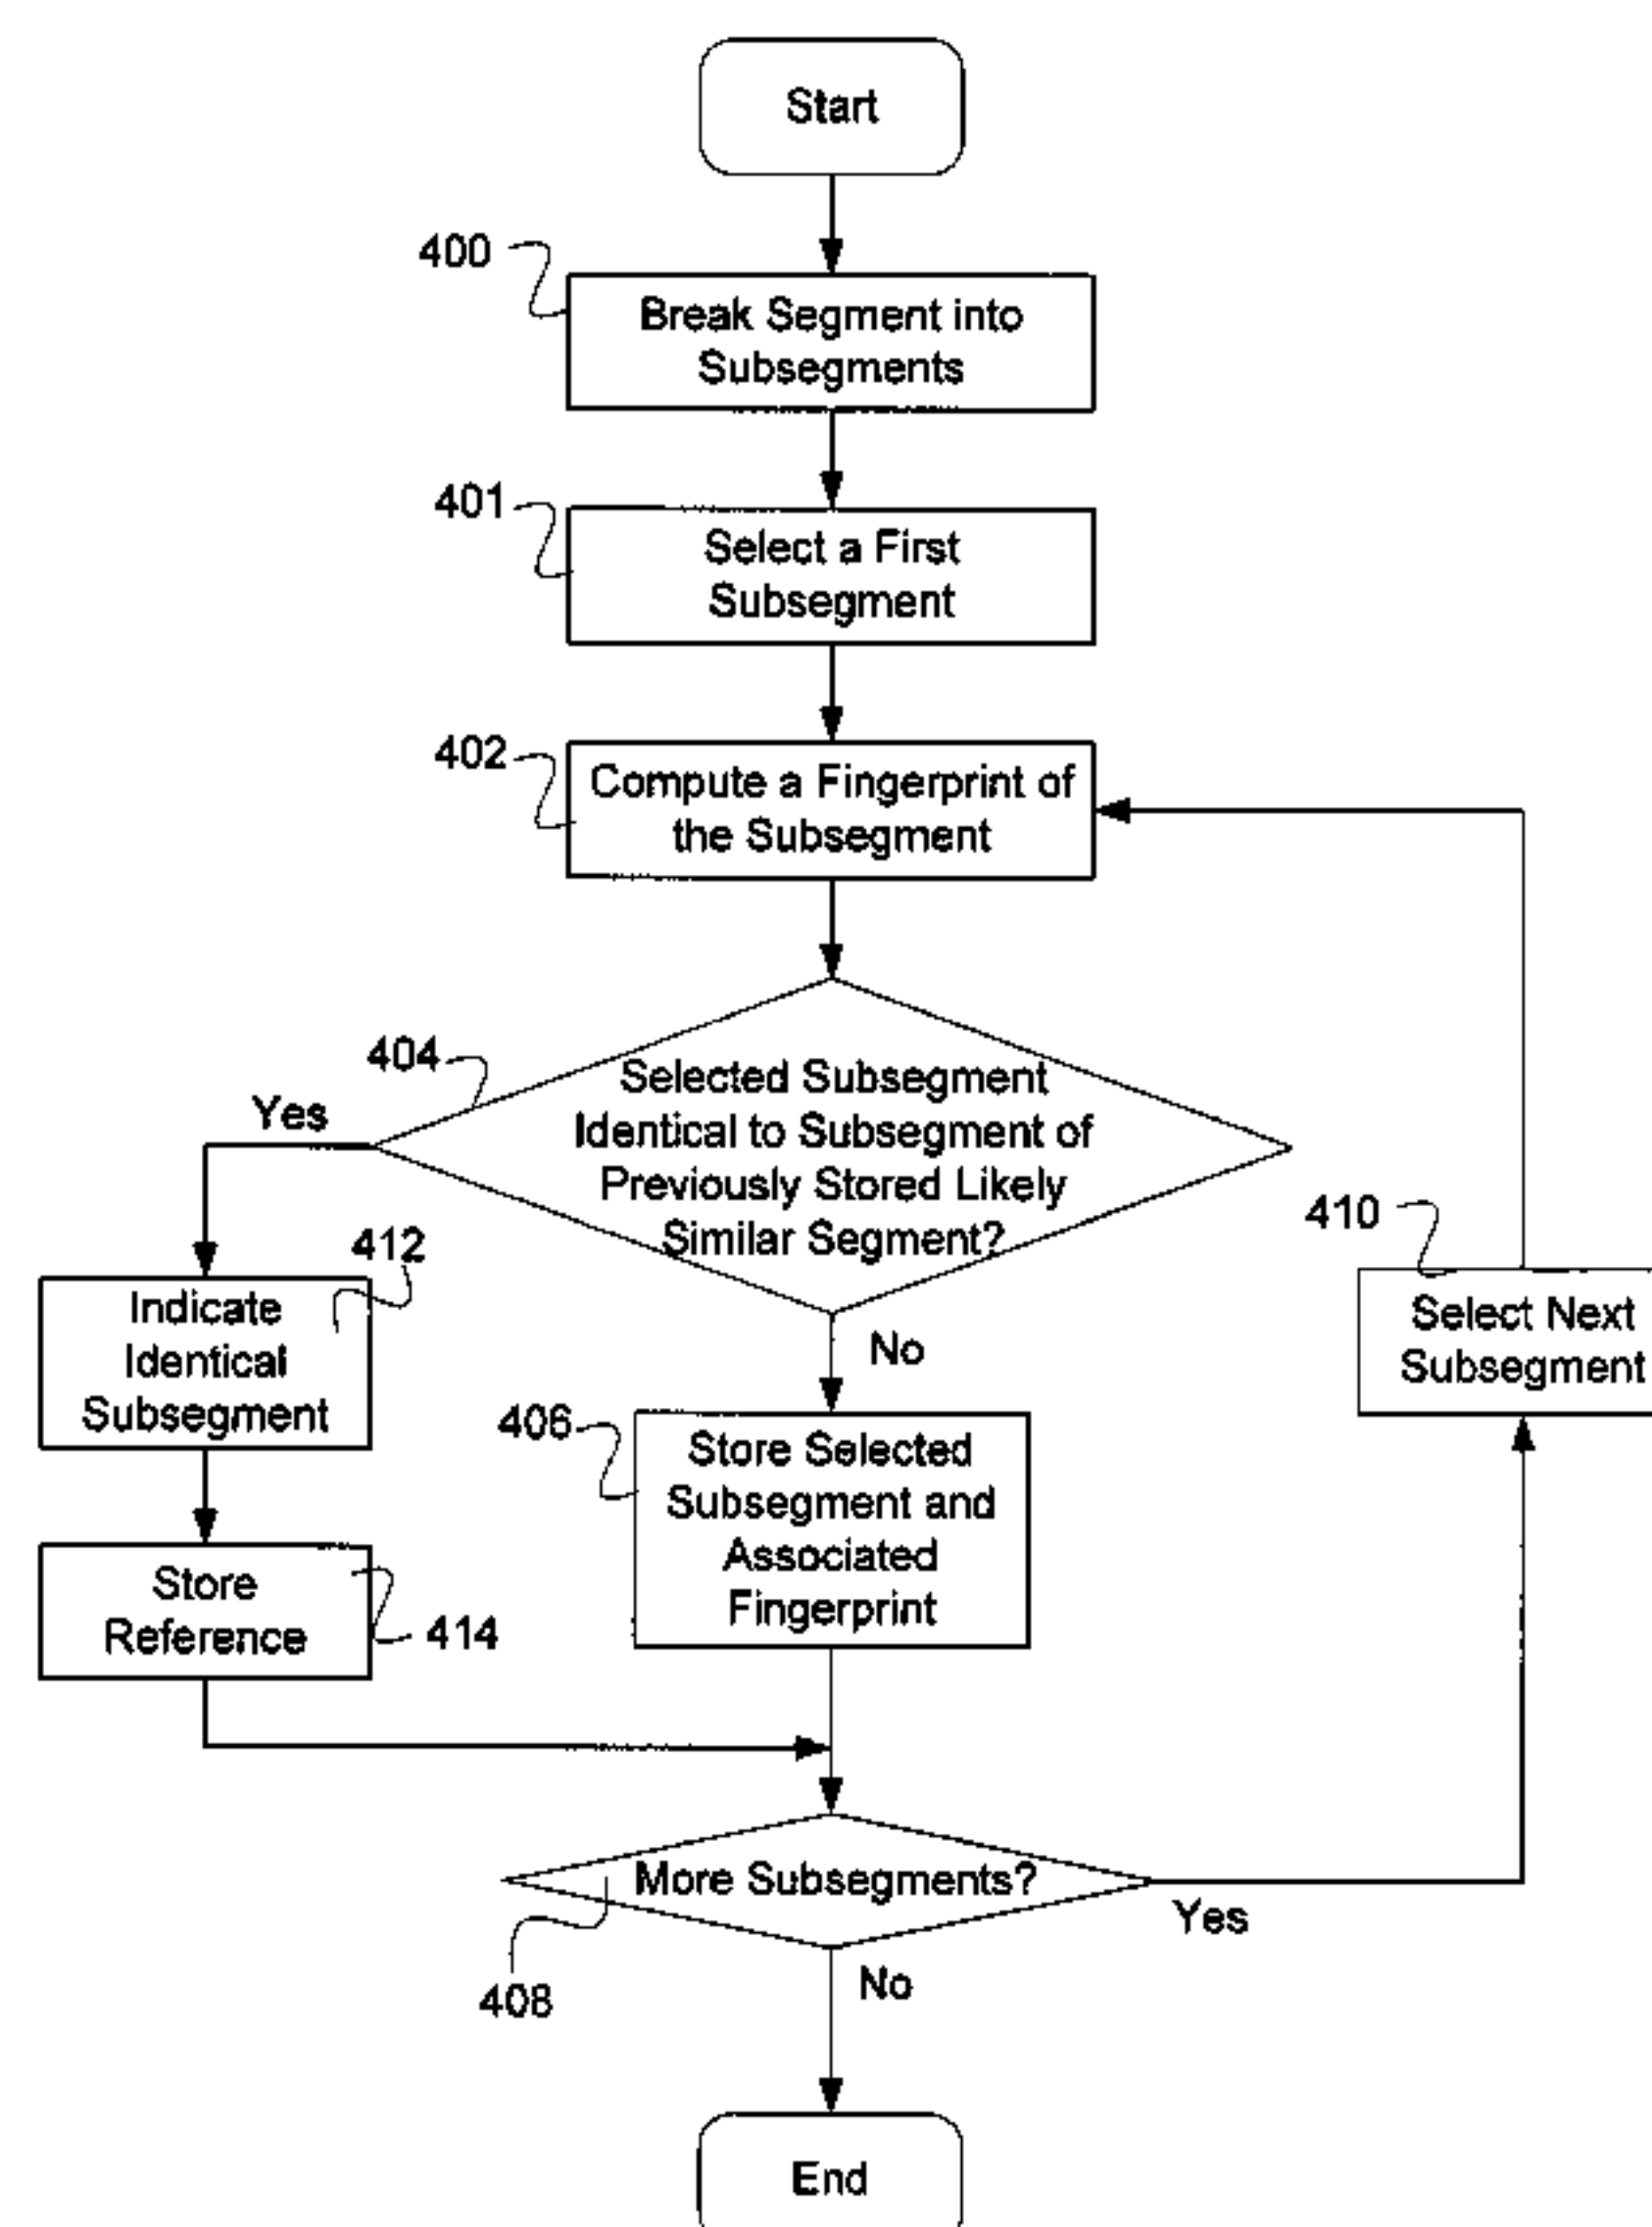 Start
400
Break Segment into
Subsegments
401
Select a First
Subsegment
402
Compute a Fingerprint of
the Subsegment
404
Selected Subsegment
Identical to Subsegment of
Previously Stored Likely
Similar Segment?
Yes
412
Indicate
Identical
Subsegment
No
410
Select Next
Subsegment
406
Store Selected
Subsegment and
Associated
Fingerprint
Store
Reference
414
More Subsegments?
Yes
408
No
End